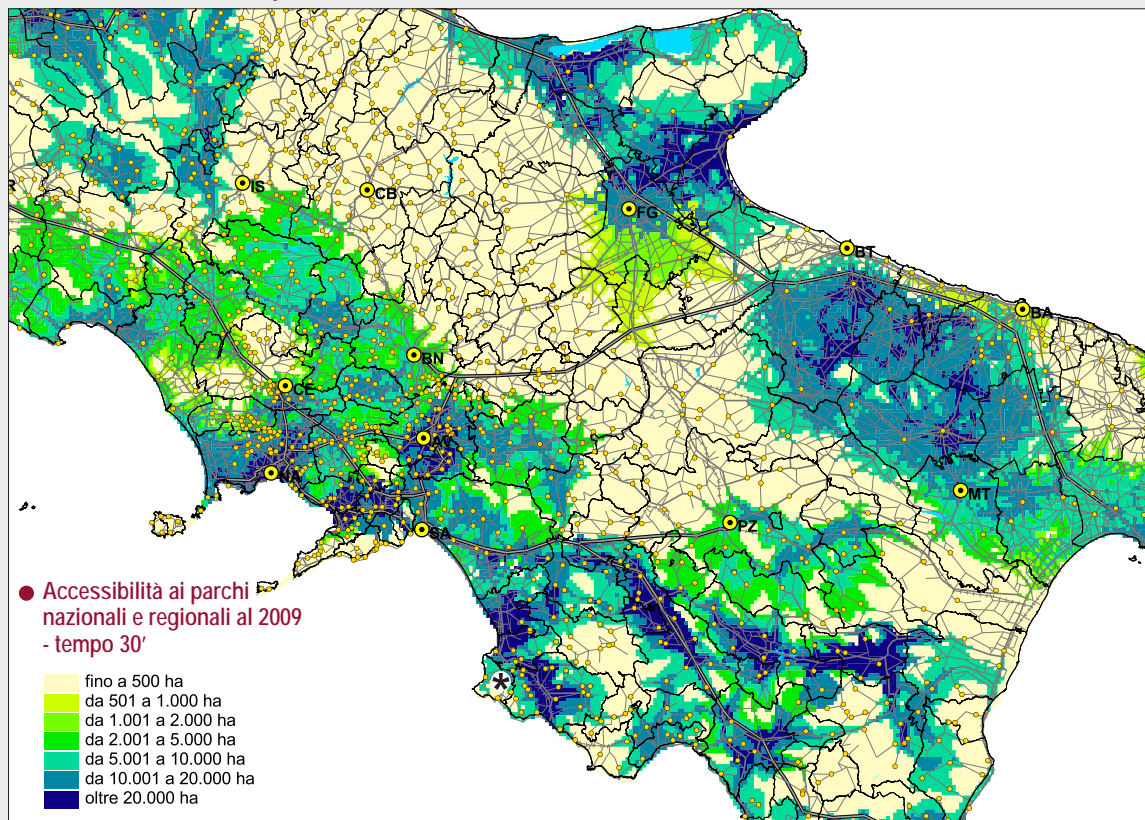 IS
CB
FG
BT
BA
BN
CE
AV
NA
MT
PZ
SA
● Accessibilità ai parchi
nazionali e regionali al 2009
- tempo 30’
*
fino a 500 ha
da 501 a 1.000 ha
da 1.001 a 2.000 ha
da 2.001 a 5.000 ha
da 5.001 a 10.000 ha
da 10.001 a 20.000 ha
oltre 20.000 ha